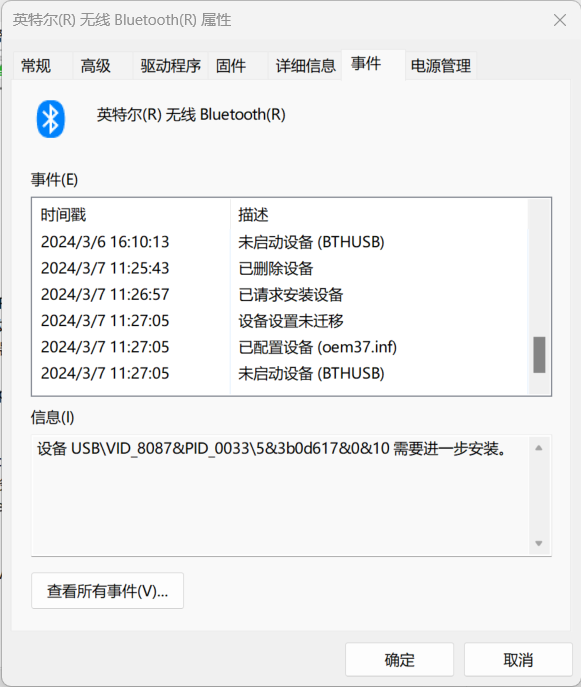 英特尔(R) 无线 Bluetooth(R) 属性
常规 高级 驱动程序 固件 详细信息 事件 电源管理
英特尔(R) 无线 Bluetooth(R)
事件(E)
时间戳 描述
2024/3/6 16:10:13 未启动设备 (BTHUSB)
2024/3/7 11:25:43 已删除设备
2024/3/7 11:26:57 已请求安装设备
2024/3/7 11:27:05 设备设置未迁移
2024/3/7 11:27:05 已配置设备 (oem37.inf)
2024/3/7 11:27:05 未启动设备 (BTHUSB)
信息(I)
设备 USB\VID_8087&PID_0033\5&3b0d617&0&10 需要进一步安装。
查看所有事件(V)...
确定 取消